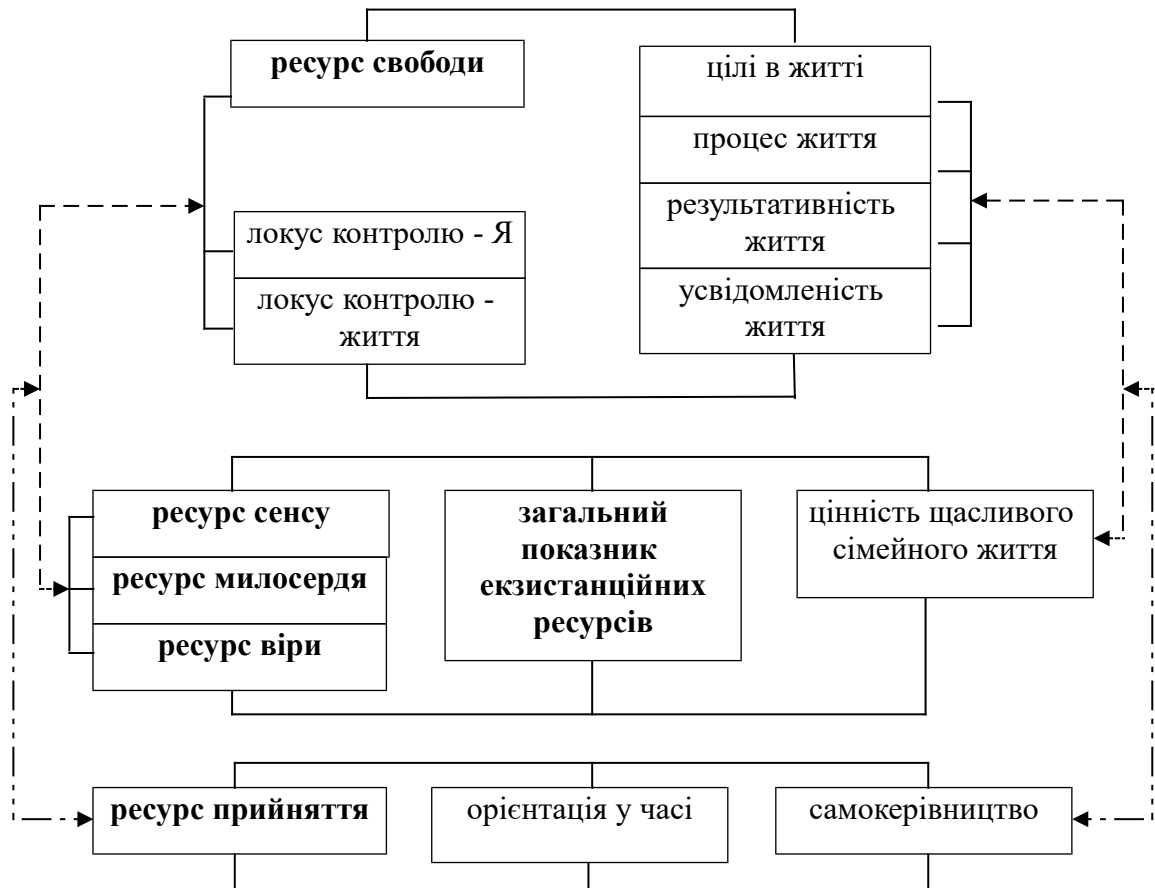 ресурс свободи
цілі в житті
процес життя
результативність
життя
усвідомленість
життя
локус контролю - Я
локус контролю -
життя
ресурс сенсу
ресурс милосердя
ресурс віри
загальний
показник
екзистанційних
ресурсів
цінність щасливого
сімейного життя
ресурс прийняття
орієнтація у часі
самокерівництво